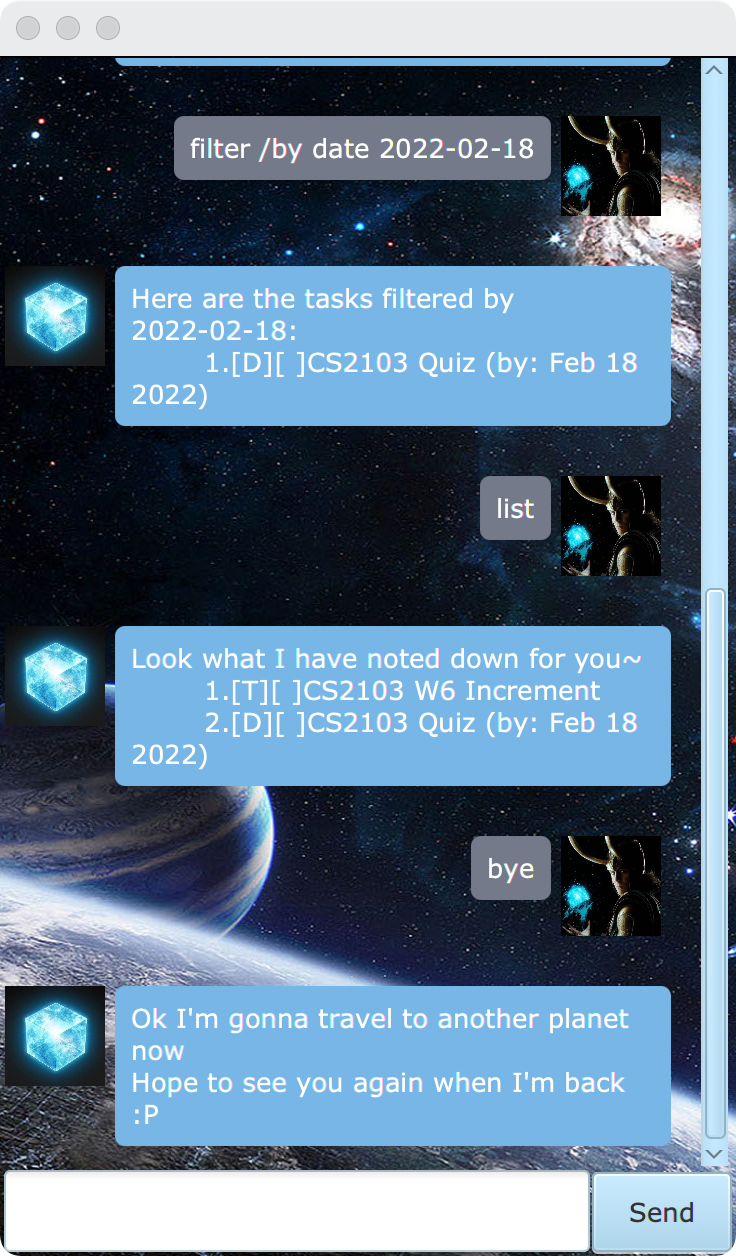 filter /by date 2022-02-18
Here are the tasks filtered by
2022-02-18:
1.[D][ ]CS2103 Quiz (by: Feb 18
2022)
list
Look what I have noted down for you~
1.[T][ ]CS2103 W6 Increment
2.[D][ ]CS2103 Quiz (by: Feb 18
2022)
bye
Ok I'm gonna travel to another planet
now
Hope to see you again when I'm back
:P
Send